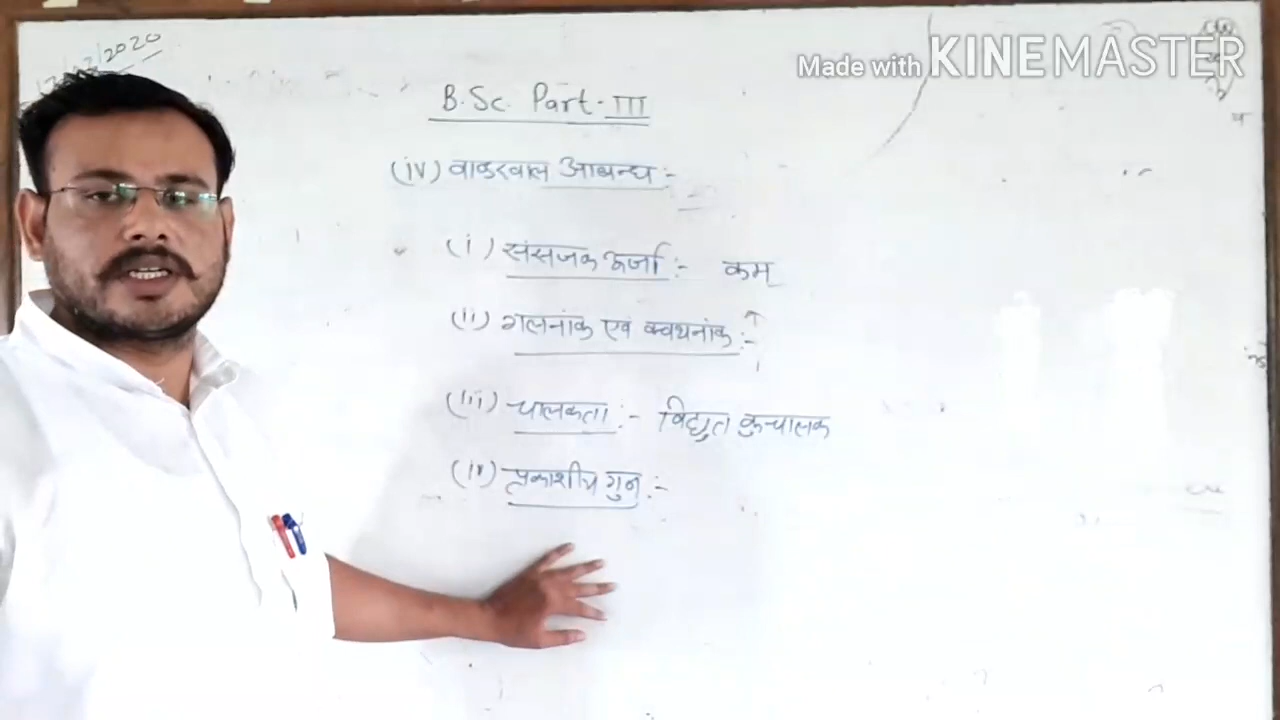 2020
Made with KINEMASTER
B.Sc. Part-III
(iv) वान्डरवाल आबन्ध :-
(i) संसजक ऊर्जा :- कम
(ii) गलनांक एवं क्वथनांक :-
(iii) चालकता :- विद्युत कुचालक
(iv) प्रकाशीय गुन :-